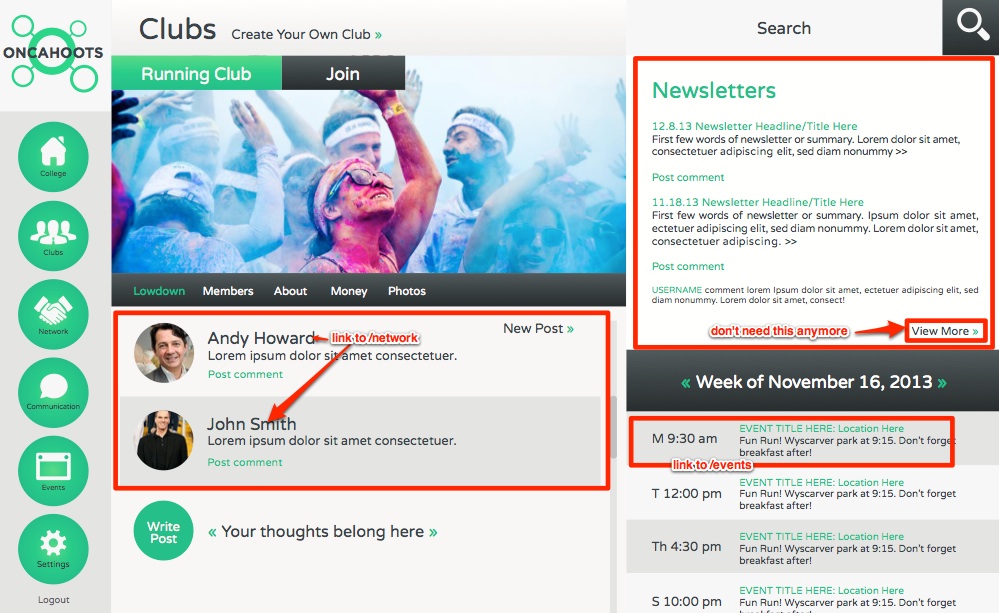 ONCAHOOTS
College
Clubs
Network
Communication
Events
Settings
Logout
Clubs Create Your Own Club »
Running Club Join
Lowdown Members About Money Photos
New Post »
Andy Howard
link to /network
Lorem ipsum dolor sit amet consectetuer.
Post comment
John Smith
Lorem ipsum dolor sit amet consectetuer.
Post comment
Write
Post
« Your thoughts belong here »
Search
Newsletters
12.8.13 Newsletter Headline/Title Here
First few words of newsletter or summary. Lorem dolor sit amet,
consectetuer adipiscing elit, sed diam nonummy >>
Post comment
11.18.13 Newsletter Headline/Title Here
First few words of newsletter or summary. Ipsum dolor sit amet,
ectetuer adipiscing elit, sed diam nonummy. Lorem dolor sit amet,
consectetuer adipiscing. >>
Post comment
USERNAME comment lorem Ipsum dolor sit amet, ectetuer adipiscing elit, sed
diam nonummy. Lorem dolor sit amet, consect!
don't need this anymore
View More »
« Week of November 16, 2013 »
M 9:30 am
EVENT TITLE HERE: Location Here
Fun Run! Wyscarver park at 9:15. Don't forget
breakfast after!
link to /events
T 12:00 pm
EVENT TITLE HERE: Location Here
Fun Run! Wyscarver park at 9:15. Don't forget
breakfast after!
Th 4:30 pm
EVENT TITLE HERE: Location Here
Fun Run! Wyscarver park at 9:15. Don't forget
breakfast after!
S 10:00 pm
EVENT TITLE HERE: Location Here
Fun Run! Wyscarver park at 9:15. Don't forget